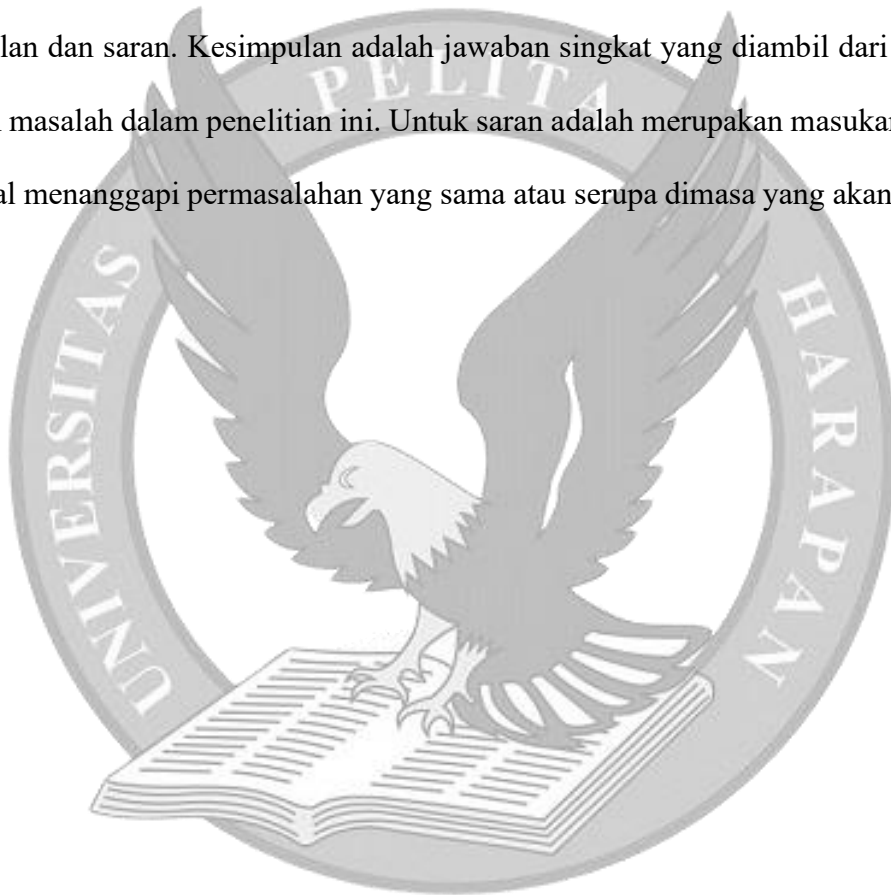 lan dan saran. Kesimpulan adalah jawaban singkat yang diambil dari
masalah dalam penelitian ini. Untuk saran adalah merupakan masukan
al menanggapi permasalahan yang sama atau serupa dimasa yang akan
UNIVERSITAS PELITA HARAPAN